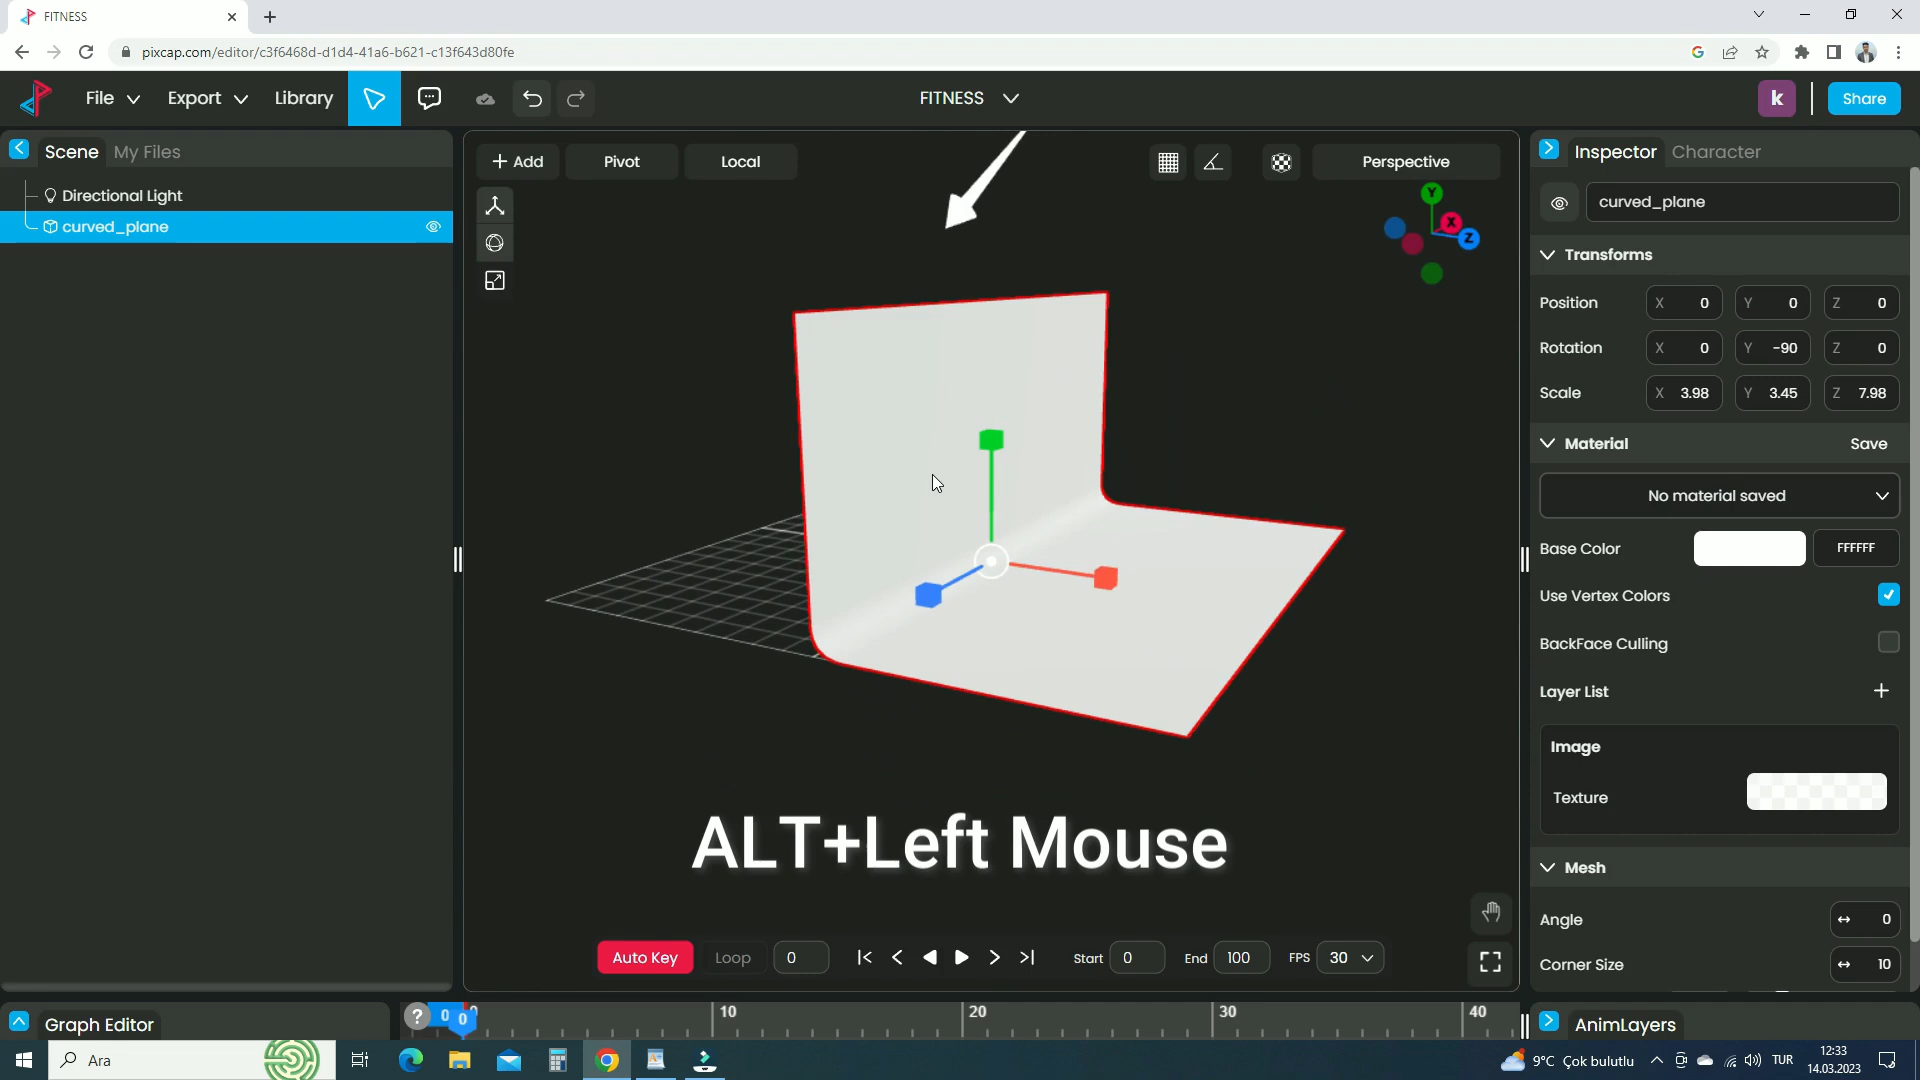 FITNESS
pixcap.com/editor/c3f6468d-d1d4-41a6-b621-c13f643d80fe
File
Export
Library
FITNESS
k
Share
Scene
My Files
Directional Light
curved_plane
Add
Pivot
Local
Perspective
Y
X
Z
Inspector
Character
curved_plane
Transforms
Position X 0 Y 0 Z 0
Rotation X 0 Y -90 Z 0
Scale X 3.98 Y 3.45 Z 7.98
Material Save
No material saved
Base Color FFFFFF
Use Vertex Colors
BackFace Culling
Layer List +
Image
Texture
Mesh
Angle 0
Corner Size 10
ALT+Left Mouse
Auto Key Loop 0 Start 0 End 100 FPS 30
Graph Editor
? 0 0 10 20 30 40
AnimLayers
Ara
9°C Çok bulutlu
TUR
12:33
14.03.2023